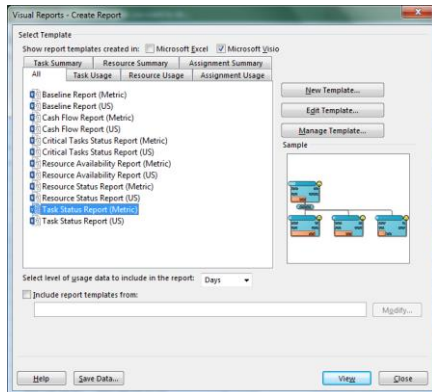 Visual Reports - Create Report
Select Template
Show report templates created in: Microsoft Excel Microsoft Visio
Task Summary Resource Summary Assignment Summary
All Task Usage Resource Usage Assignment Usage
Baseline Report (Metric)
Baseline Report (US)
Cash Flow Report (Metric)
Cash Flow Report (US)
Critical Tasks Status Report (Metric)
Critical Tasks Status Report (US)
Resource Availability Report (Metric)
Resource Availability Report (US)
Resource Status Report (Metric)
Resource Status Report (US)
Task Status Report (Metric)
Task Status Report (US)
New Template...
Edit Template...
Manage Template...
Sample
Select level of usage data to include in the report: Days
Include report templates from:
Modify...
Help Save Data... View Close